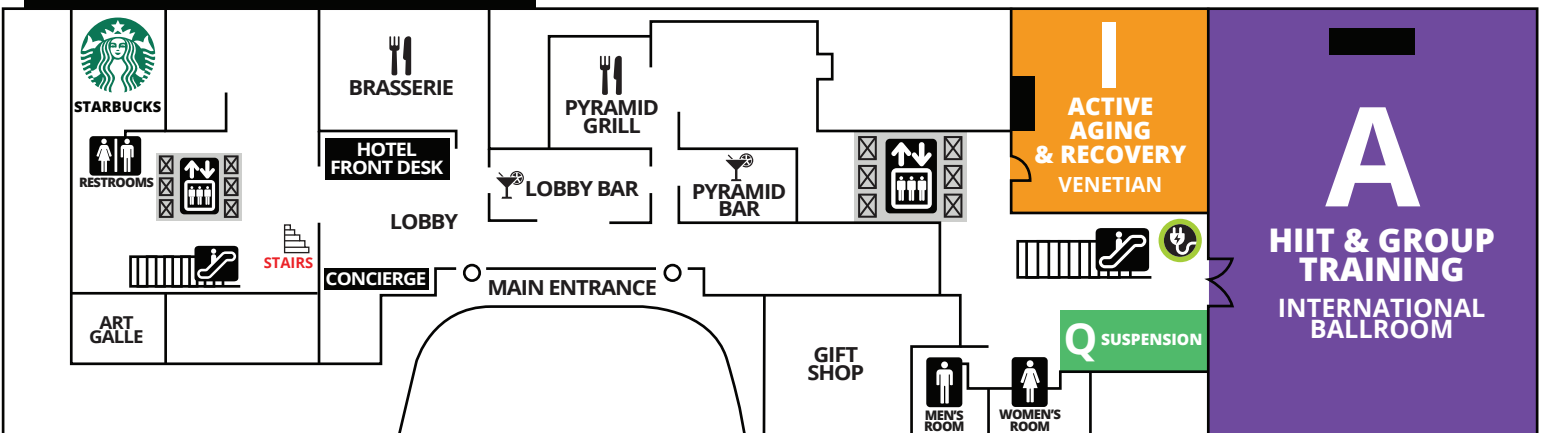 STARBUCKS
RESTROOMS
STAIRS
ART
GALLE
BRASSERIE
HOTEL
FRONT DESK
LOBBY
CONCIERGE
PYRAMID
GRILL
LOBBY BAR
PYRAMID
BAR
MAIN ENTRANCE
GIFT
SHOP
MEN'S
ROOM
WOMEN'S
ROOM
I
ACTIVE
AGING
& RECOVERY
VENETIAN
Q SUSPENSION
A
HIIT & GROUP
TRAINING
INTERNATIONAL
BALLROOM